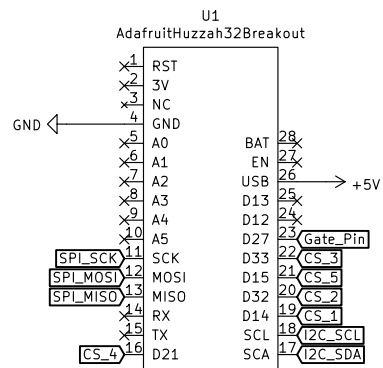 U1
AdafruitHuzzah32Breakout
1 RST
2 3V
3 NC
GND 4 GND
5 A0 BAT 28
6 A1 EN 27
7 A2 USB 26 +5V
8 A3 D13 25
9 A4 D12 24
10 A5 D27 23 Gate_Pin
SPI_SCK 11 SCK D33 22 CS_3
SPI_MOSI 12 MOSI D15 21 CS_5
SPI_MISO 13 MISO D32 20 CS_2
14 RX D14 19 CS_1
15 TX SCL 18 I2C_SCL
CS_4 16 D21 SCA 17 I2C_SDA